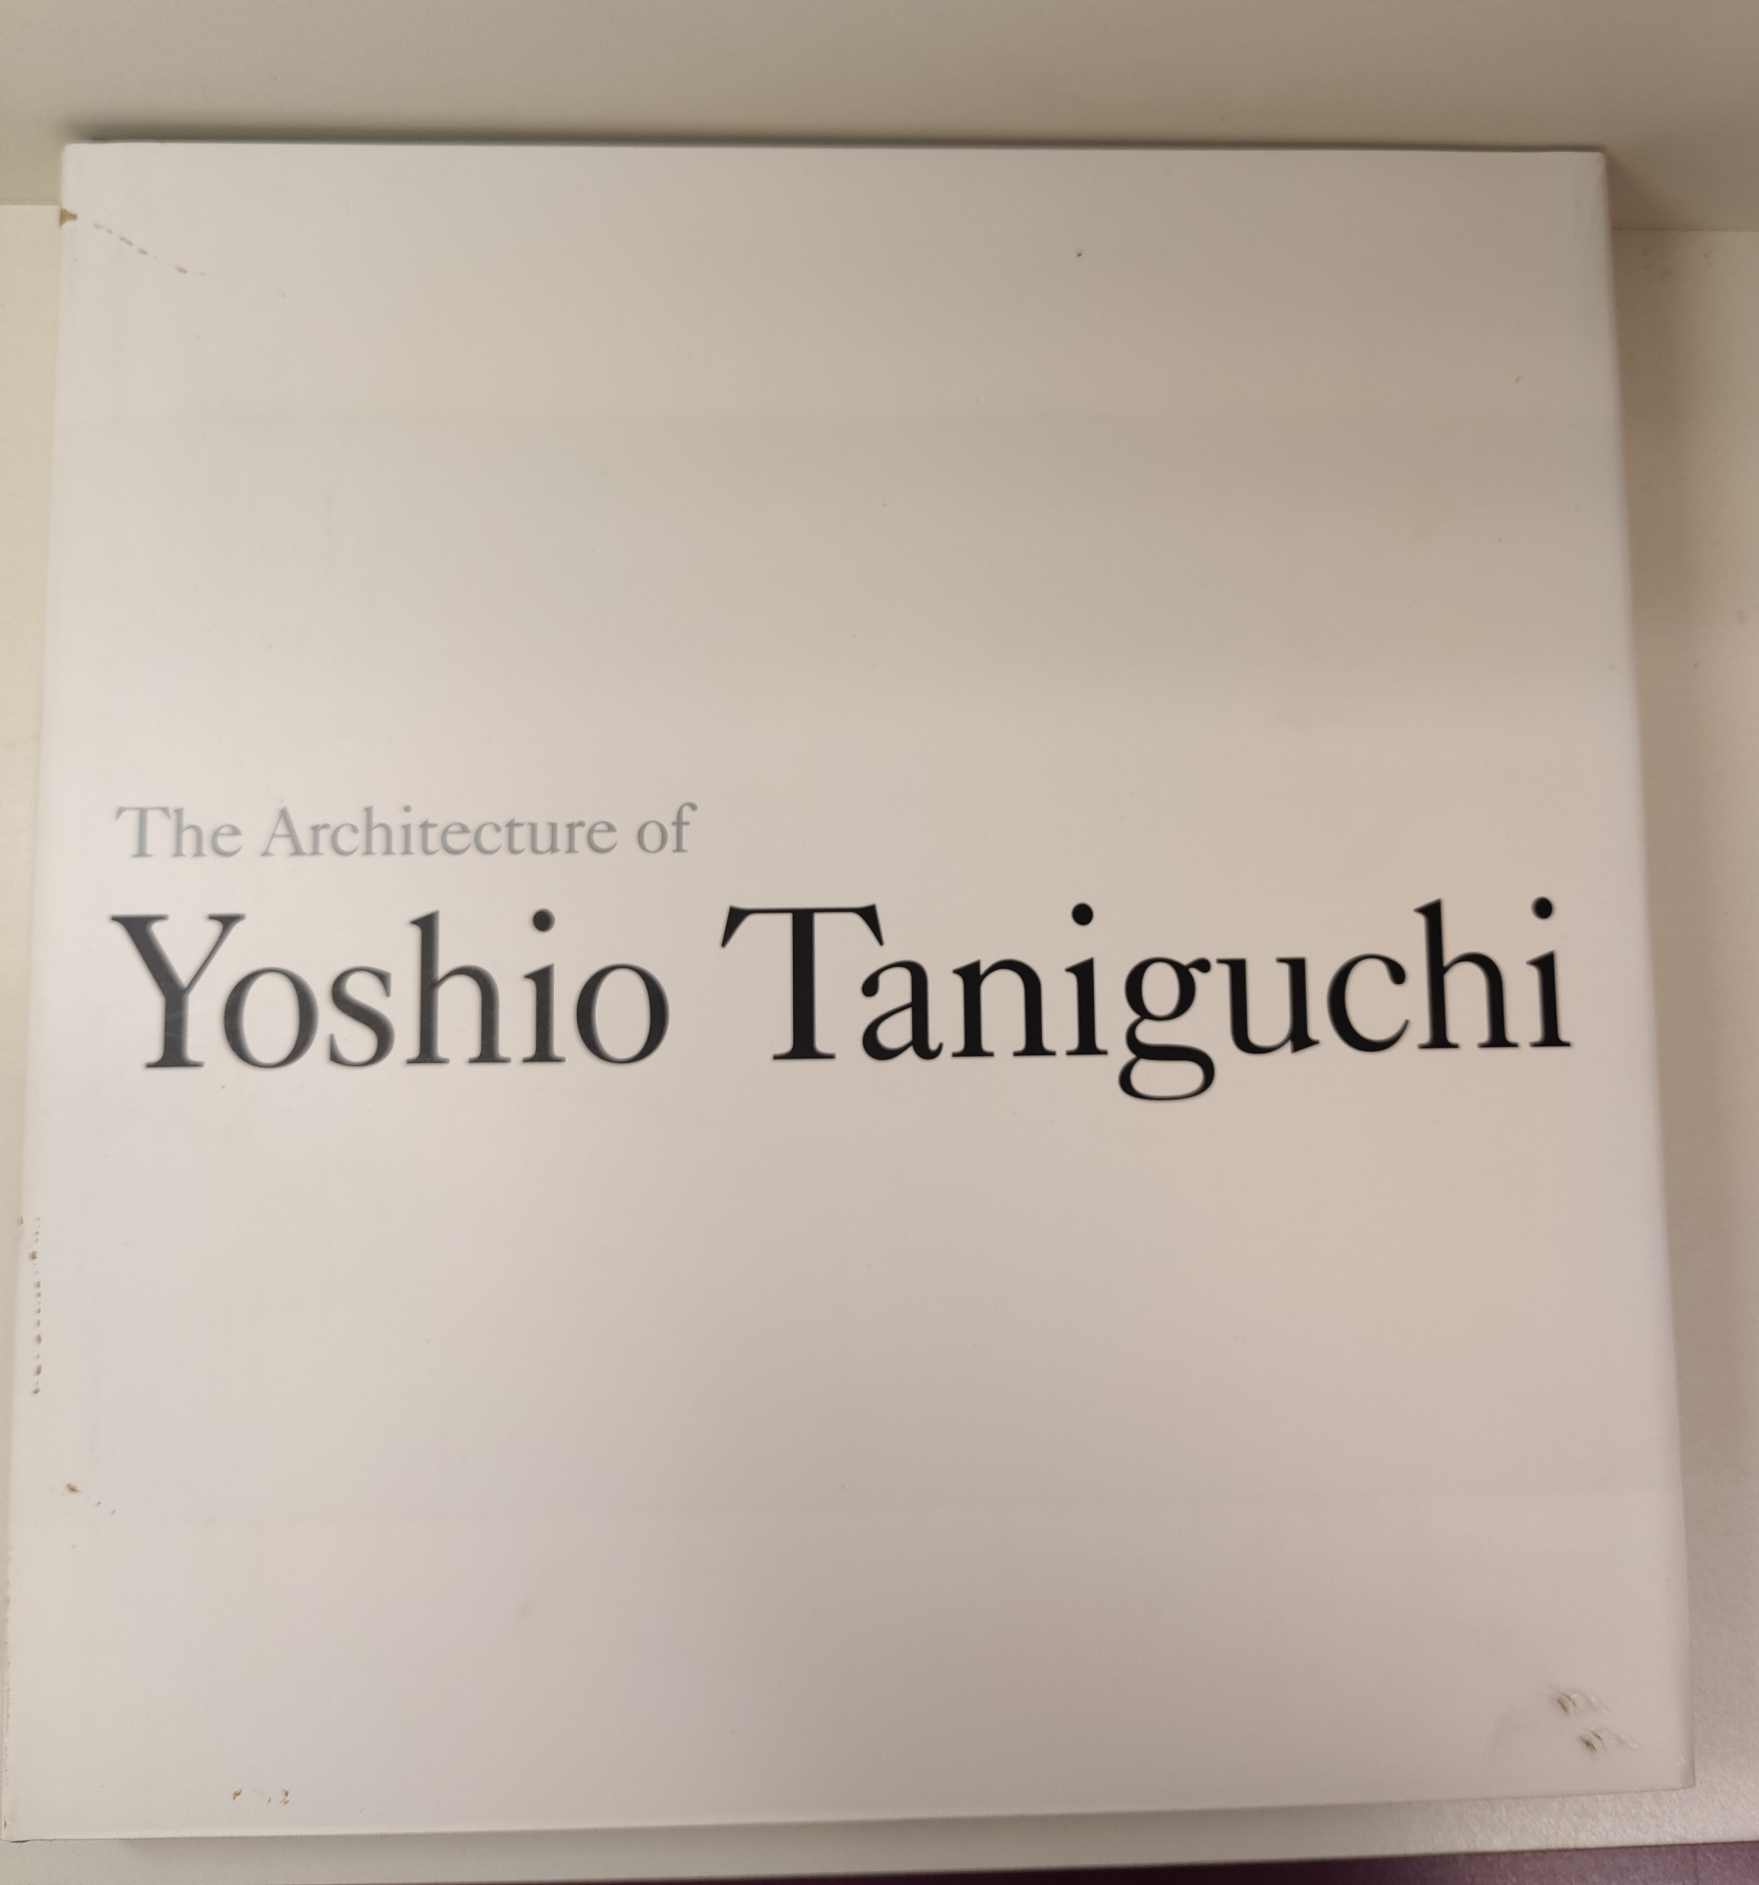 The Architecture of
Yoshio Taniguchi